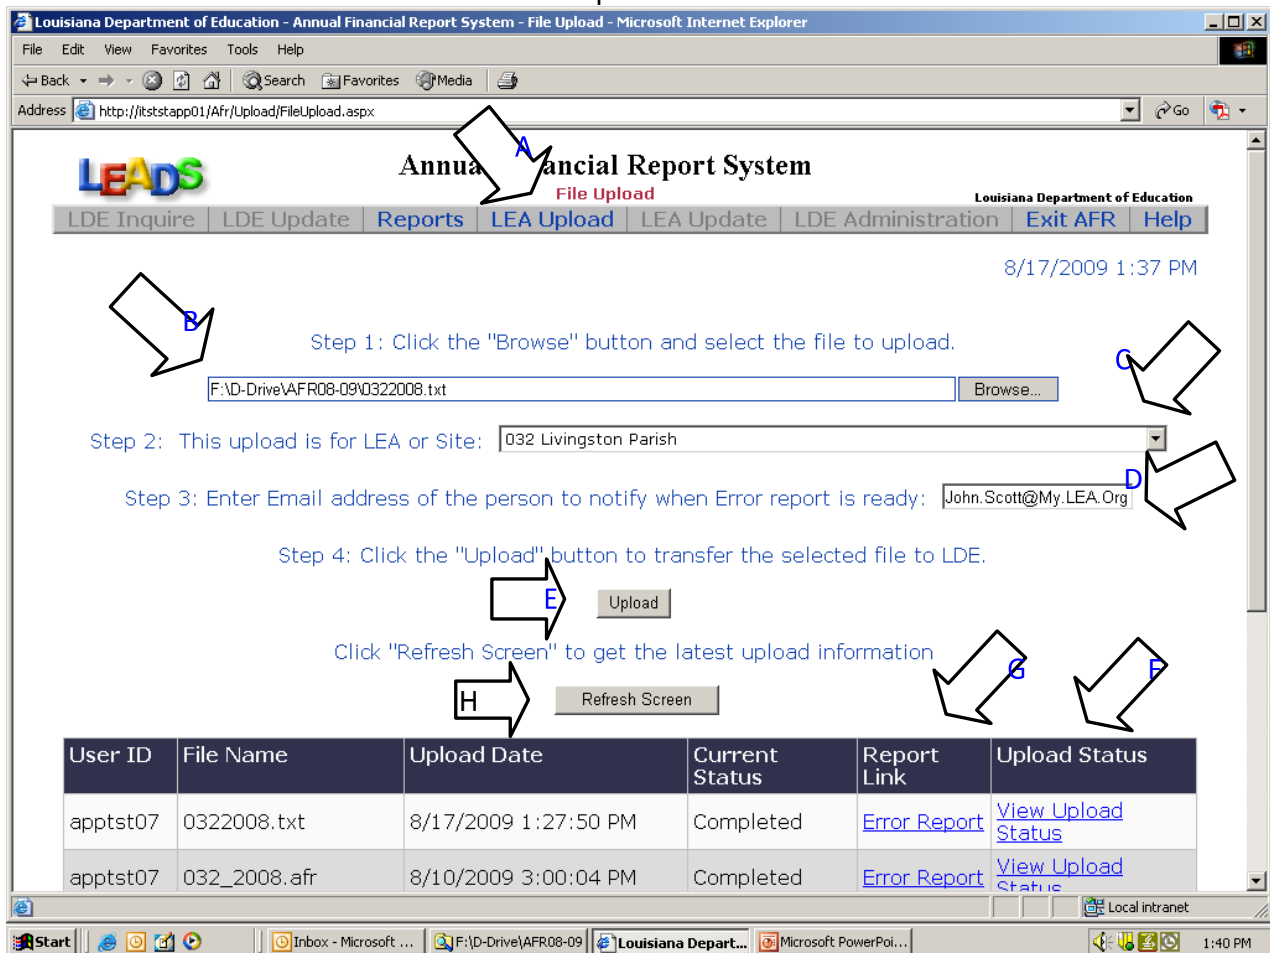 Louisiana Department of Education - Annual Financial Report System - File Upload - Microsoft Internet Explorer
File Edit View Favorites Tools Help
Back Search Favorites Media
Address http://itststapp01/Afr/Upload/FileUpload.aspx Go
A
LEADS Annua ancial Report System
File Upload
Louisiana Department of Education
LDE Inquire | LDE Update | Reports | LEA Upload | LEA Update | LDE Administration | Exit AFR | Help
8/17/2009 1:37 PM
B
Step 1: Click the "Browse" button and select the file to upload.
C
F:\D-Drive\AFR08-09\0322008.txt Browse...
Step 2: This upload is for LEA or Site: 032 Livingston Parish
D
Step 3: Enter Email address of the person to notify when Error report is ready: John.Scott@My.LEA.Org
Step 4: Click the "Upload" button to transfer the selected file to LDE.
E Upload
Click "Refresh Screen" to get the latest upload information
G F
H Refresh Screen
User ID File Name Upload Date Current Status Report Link Upload Status
apptst07 0322008.txt 8/17/2009 1:27:50 PM Completed Error Report View Upload Status
apptst07 032_2008.afr 8/10/2009 3:00:04 PM Completed Error Report View Upload Status
Local intranet
Start Inbox - Microsoft ... F:\D-Drive\AFR08-09 Louisiana Depart... Microsoft PowerPoi... 1:40 PM